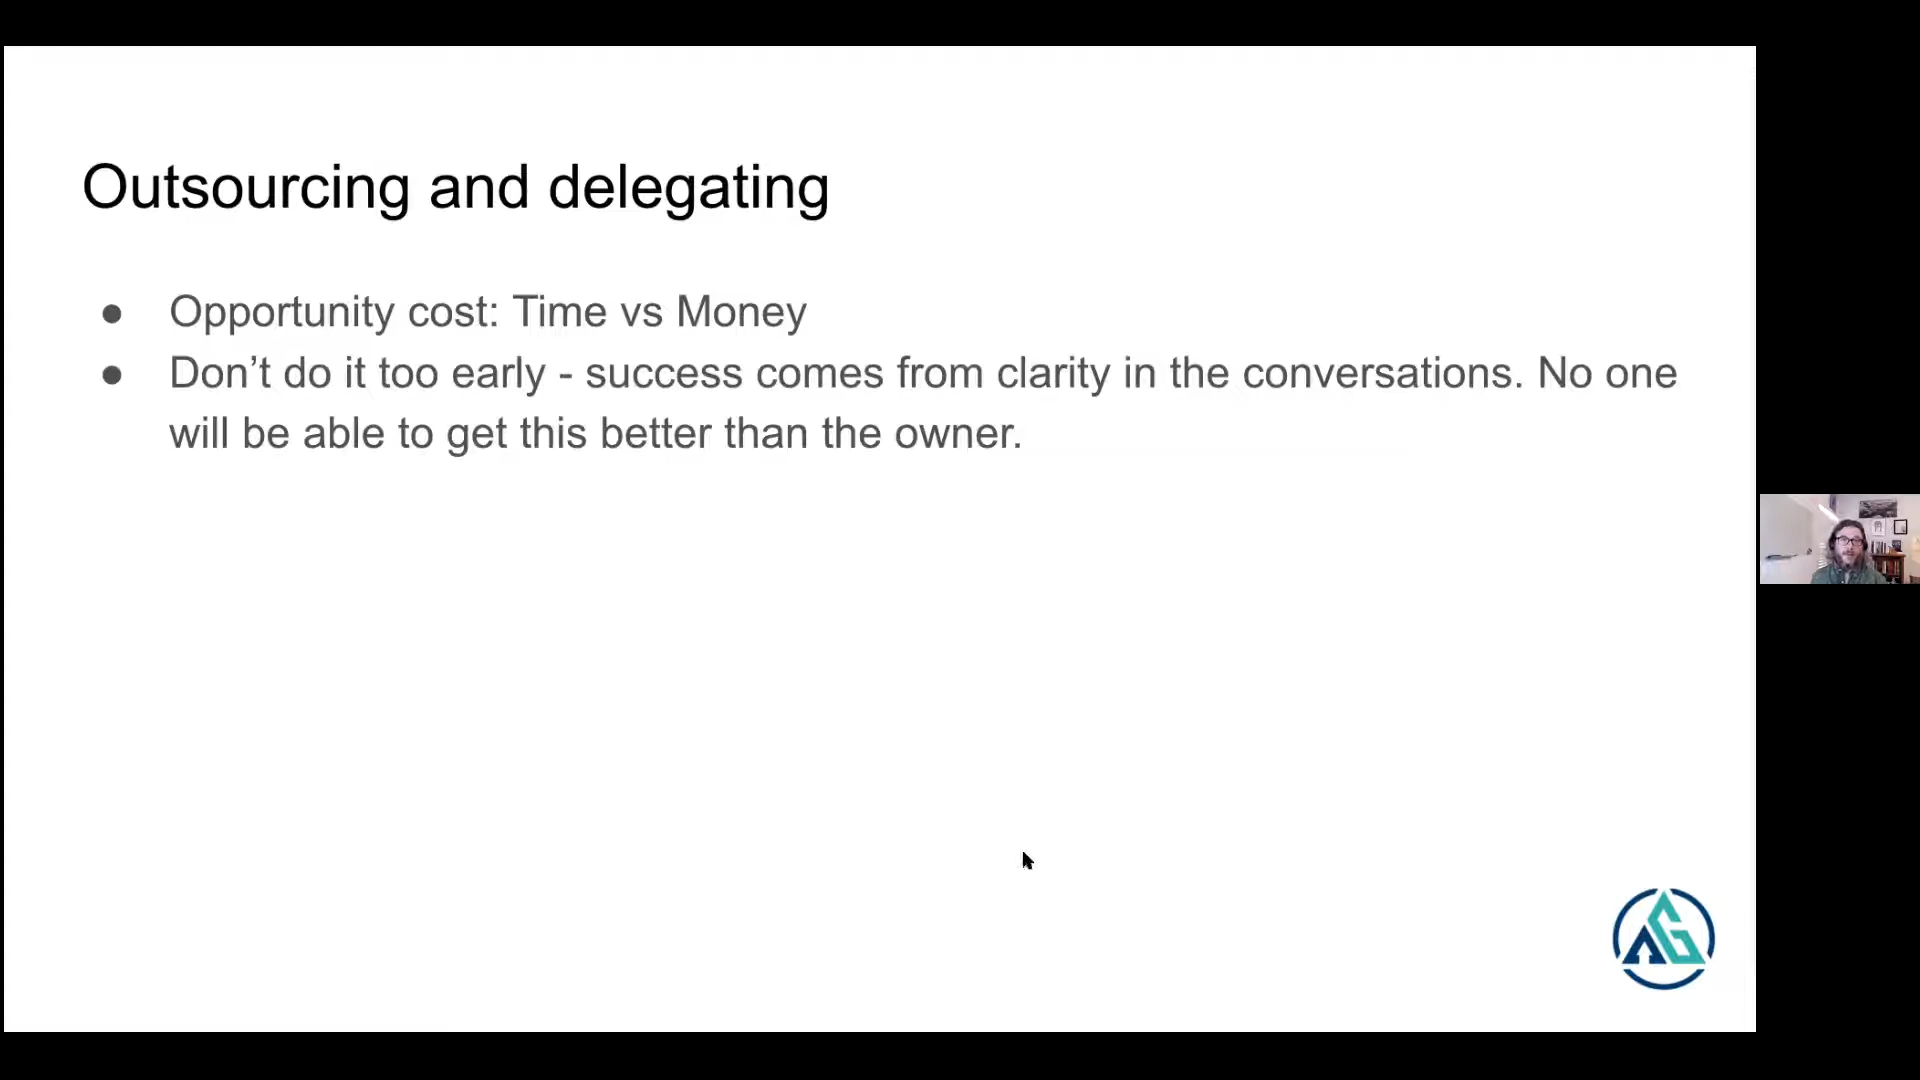 Outsourcing and delegating
● Opportunity cost: Time vs Money
● Don’t do it too early - success comes from clarity in the conversations. No one
will be able to get this better than the owner.